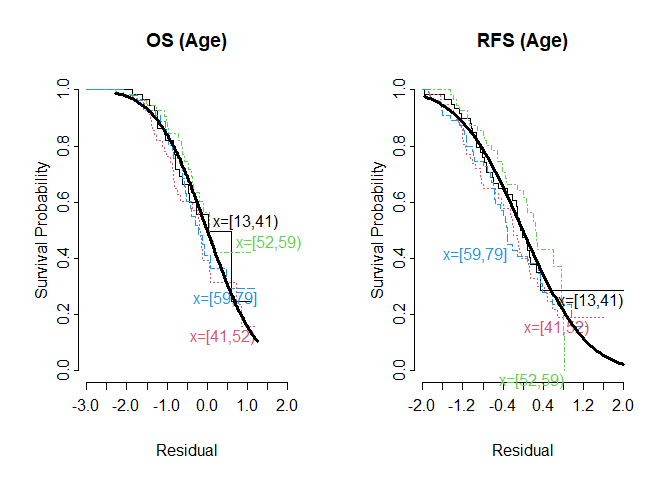 OS (Age)
Survival Probability
1.0
0.8
0.6
0.4
0.2
0.0
x=[13,41)
x=[52,59)
x=[59,79]
x=[41,52)
-3.0 -2.0 -1.0 0.0 1.0 2.0
Residual
RFS (Age)
Survival Probability
1.0
0.8
0.6
0.4
0.2
0.0
x=[59,79]
x=[13,41)
x=[41,52)
x=[52,59)
-2.0 -1.2 -0.4 0.4 1.2 2.0
Residual